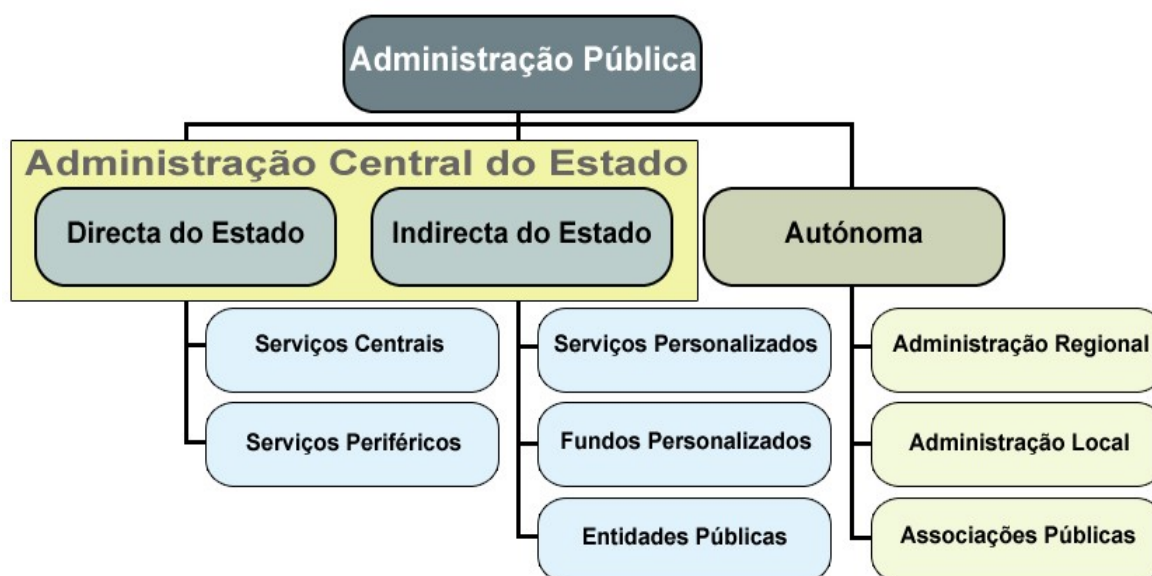 Administração Pública
Administração Central do Estado
Directa do Estado
Indirecta do Estado
Autónoma
Serviços Centrais
Serviços Personalizados
Administração Regional
Serviços Periféricos
Fundos Personalizados
Administração Local
Entidades Públicas
Associações Públicas